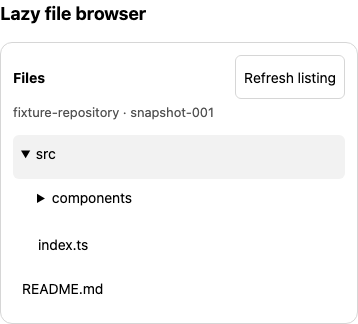 Lazy file browser
Files
Refresh listing
fixture-repository · snapshot-001
src
components
index.ts
README.md